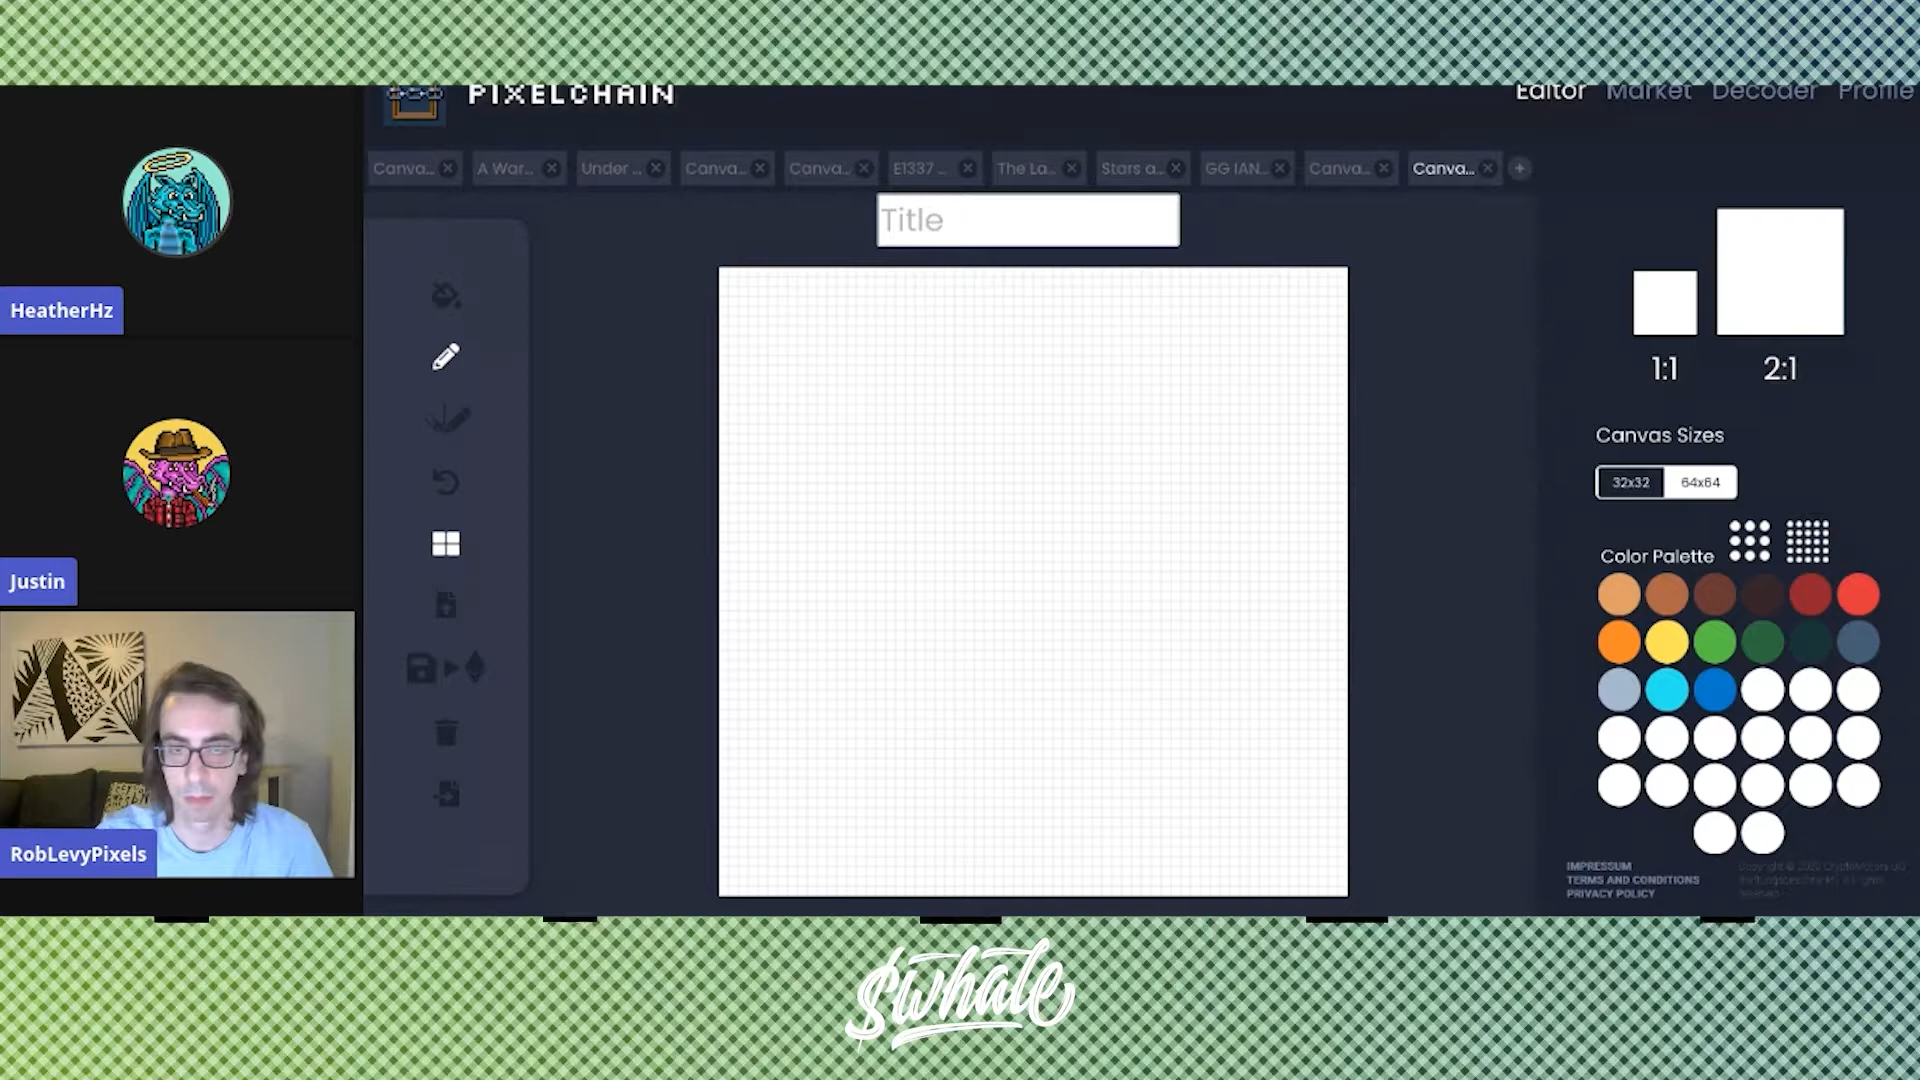 PIXELCHAIN
Editor Market Decoder Profile
Canva... A War... Under ... Canva... Canva... E1337 ... The La... Stars a... GG IAN... Canva... Canva...
Title
HeatherHz
1:1 2:1
Canvas Sizes
32x32 64x64
Color Palette
Justin
RobLevyPixels
IMPRESSUM
TERMS AND CONDITIONS
PRIVACY POLICY
$whale